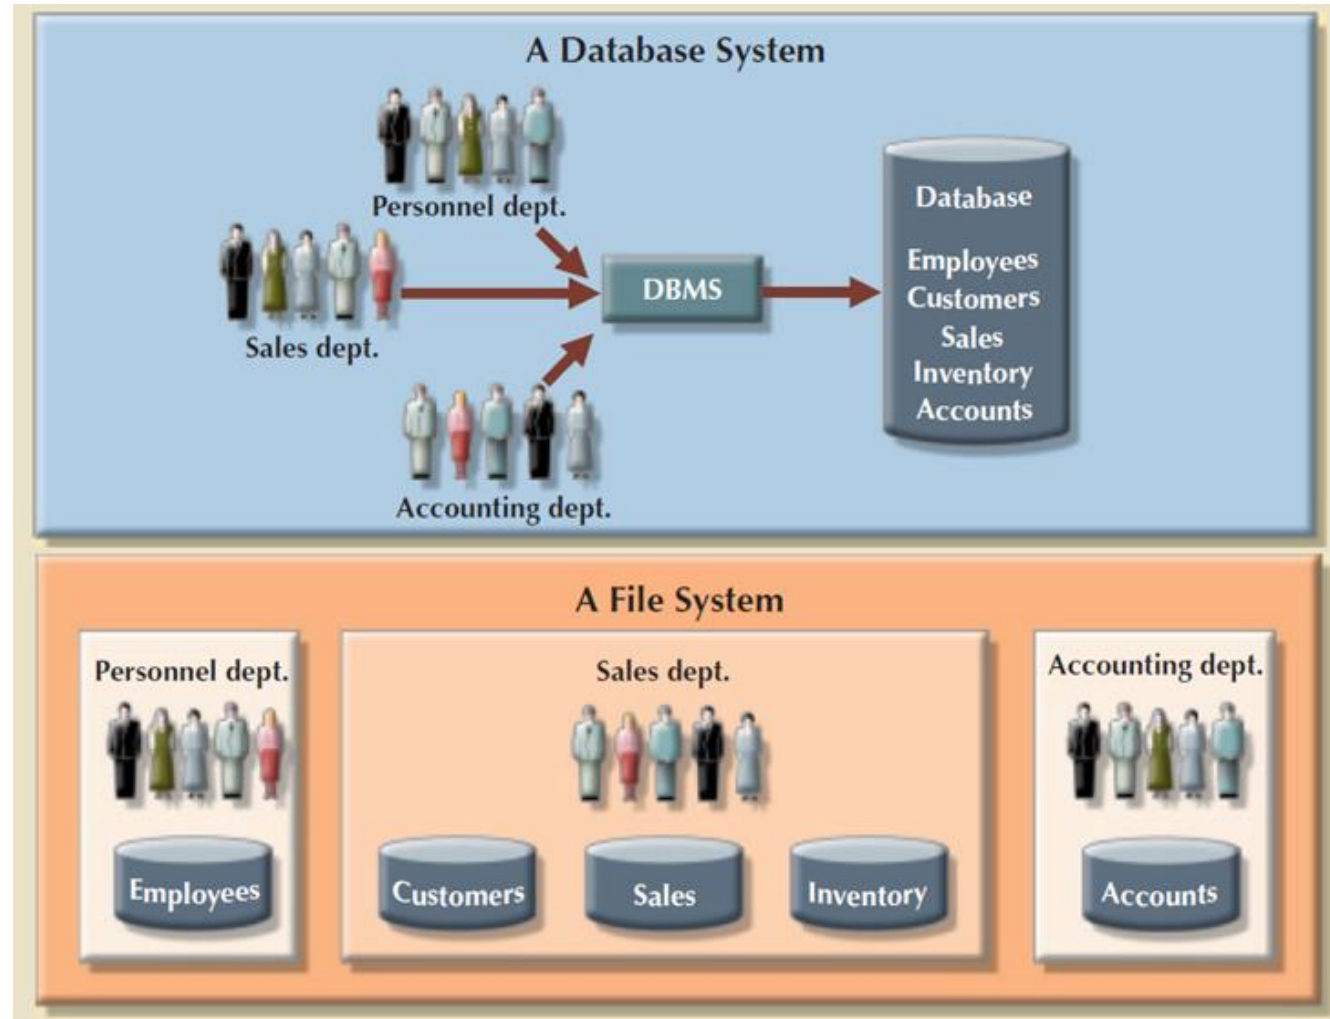 A Database System
Personnel dept.
Sales dept.
Accounting dept.
DBMS
Database
Employees
Customers
Sales
Inventory
Accounts
A File System
Personnel dept.
Employees
Sales dept.
Customers
Sales
Inventory
Accounting dept.
Accounts